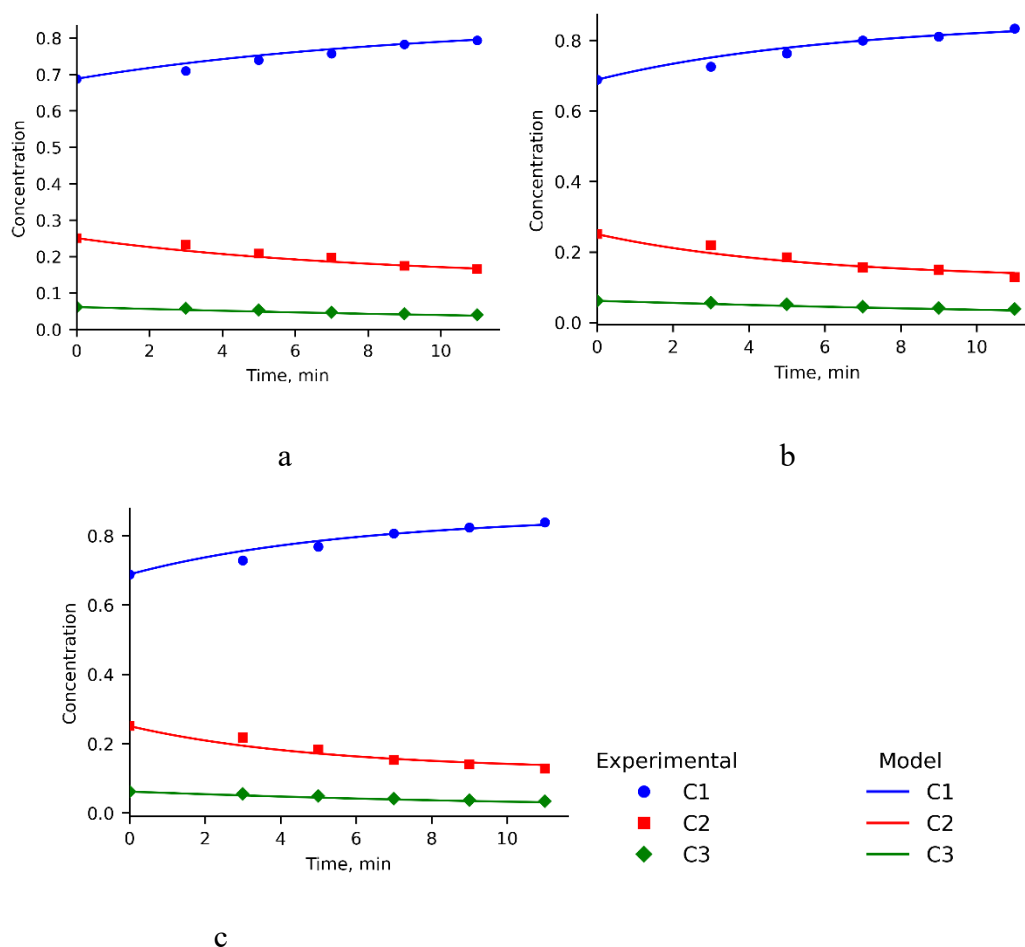 0.8
0.7
0.6
0.5
0.4
0.3
0.2
0.1
0.0
Concentration
0 2 4 6 8 10
Time, min
a
0.8
0.6
0.4
0.2
0.0
Concentration
0 2 4 6 8 10
Time, min
b
0.8
0.6
0.4
0.2
0.0
Concentration
0 2 4 6 8 10
Time, min
c
Experimental Model
C1 C1
C2 C2
C3 C3